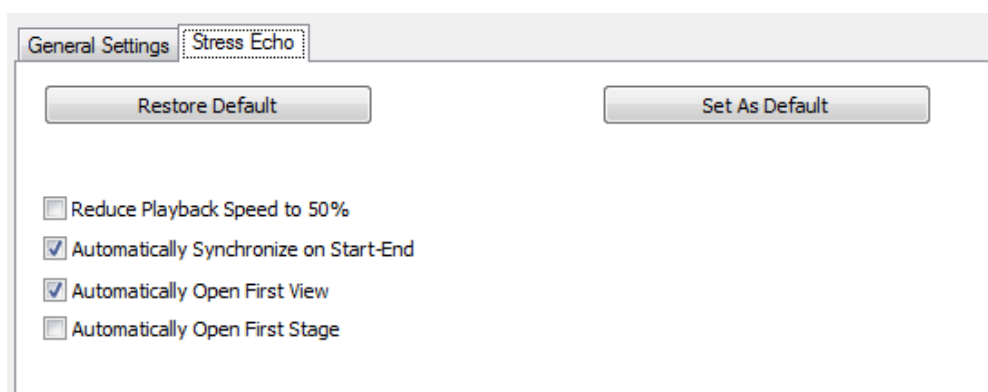 General Settings Stress Echo
Restore Default Set As Default
Reduce Playback Speed to 50%
Automatically Synchronize on Start-End
Automatically Open First View
Automatically Open First Stage